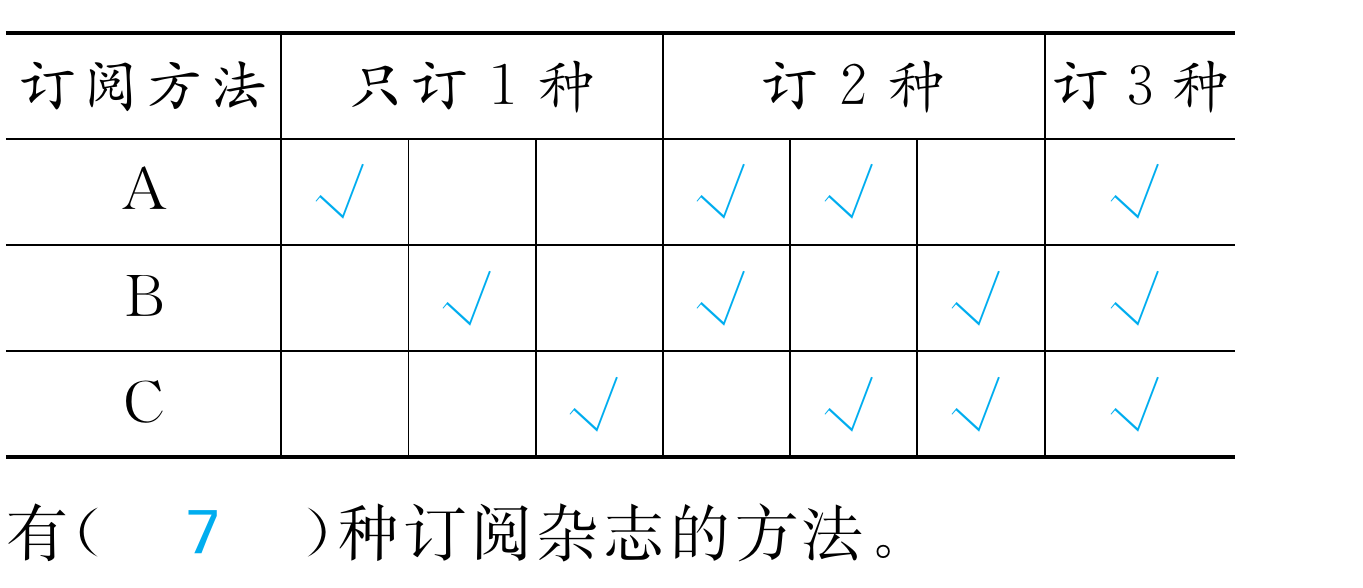 订阅方法 只订 1 种 订 2 种 订 3 种
A √ √ √ √
B √ √ √ √
C √ √ √ √
有( 7 )种订阅杂志的方法。